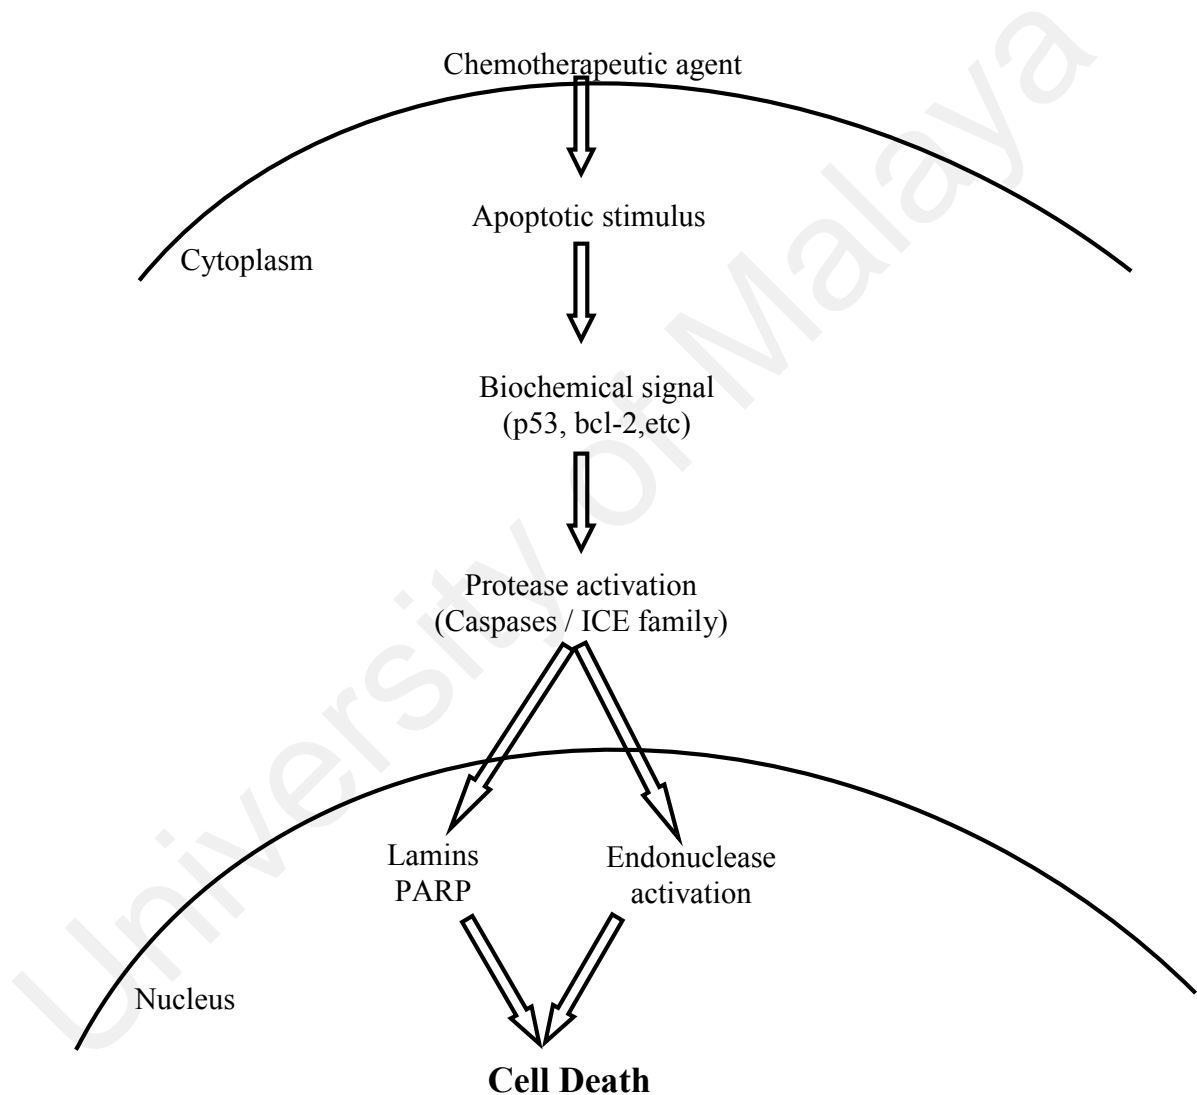 Chemotherapeutic agent
Apoptotic stimulus
Cytoplasm
Biochemical signal
(p53, bcl-2,etc)
Protease activation
(Caspases / ICE family)
Lamins
PARP
Endonuclease
activation
Nucleus
Cell Death
University of Malaya